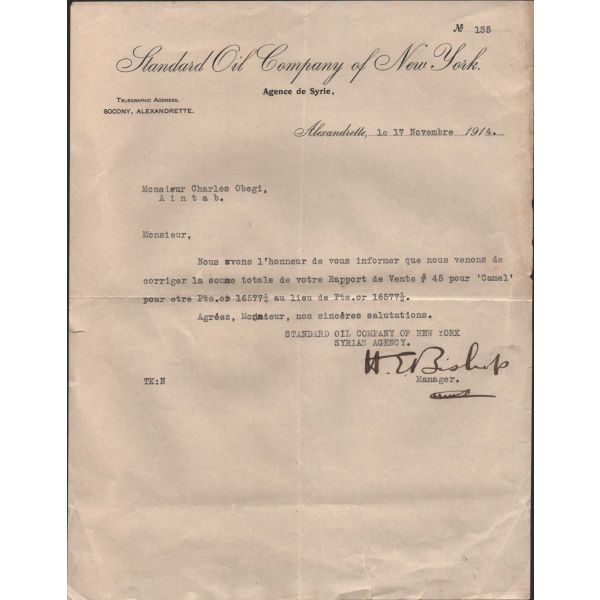 № 135
Standard Oil Company of New York.
Agence de Syrie,
Telegraphic Address,
SOCONY, ALEXANDRETTE.
Alexandrette, le 17 Novembre 1914.
Monsieur Charles Obegi,
Aintab.
Monsieur,
Nous avons l'honneur de vous informer que nous venons de
corriger la somme totale de votre Rapport de Vente # 45 pour 'Camel'
pour etre Pts.or 16577¼ au lieu de Pts.or 16577½.
Agréez, Monsieur, nos sincères salutations.
STANDARD OIL COMPANY OF NEW YORK
SYRIAN AGENCY.
H. E. Bishop
TK:N Manager.